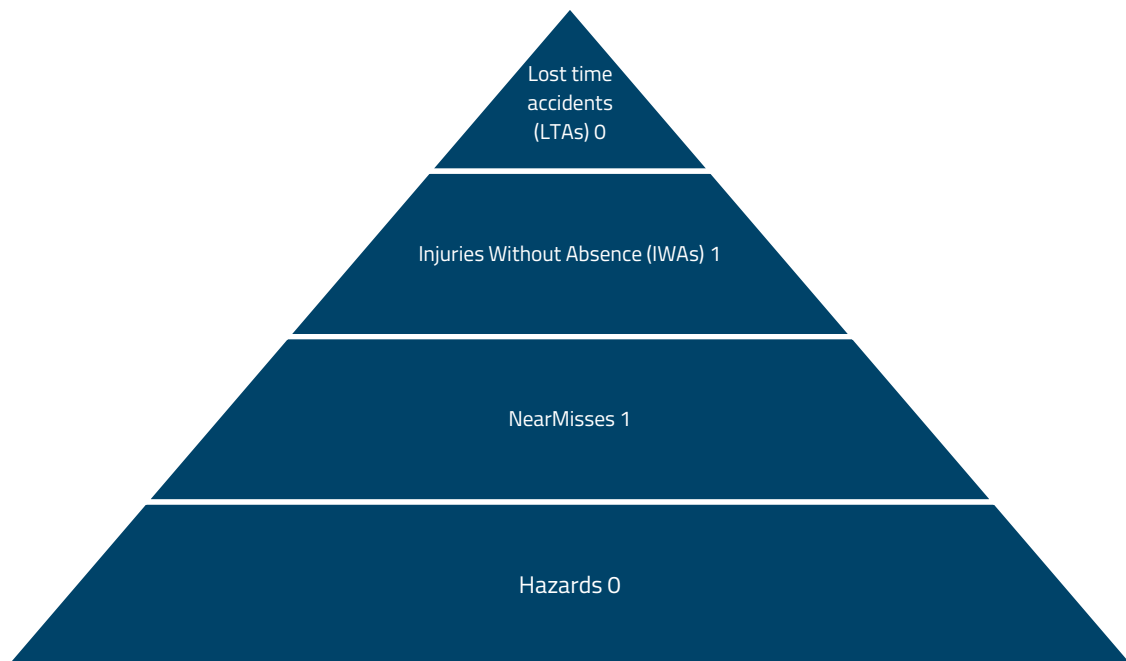 Lost time
accidents
(LTAs) 0
Injuries Without Absence (IWAs) 1
NearMisses 1
Hazards 0